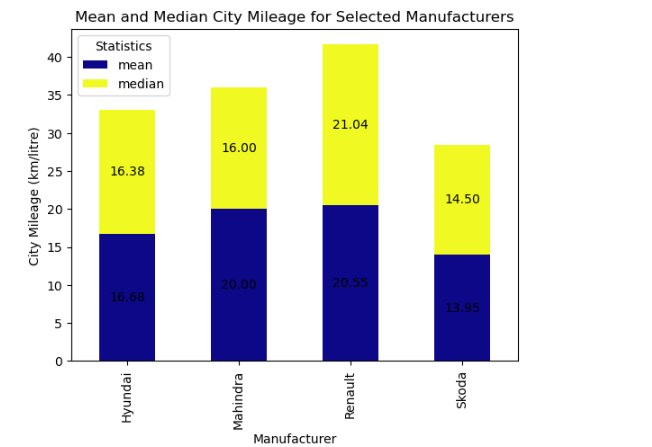 Mean and Median City Mileage for Selected Manufacturers
Statistics
mean
median
City Mileage (km/litre)
40
35
30
25
20
15
10
5
0
16.38
16.00
21.04
14.50
16.68
20.00
20.55
13.95
Hyundai
Mahindra
Renault
Skoda
Manufacturer